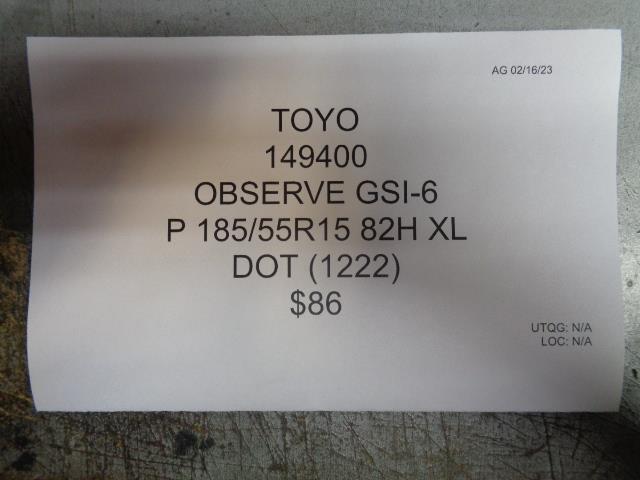 AG 02/16/23
TOYO
149400
OBSERVE GSI-6
P 185/55R15 82H XL
DOT (1222)
$86
UTQG: N/A
LOC: N/A